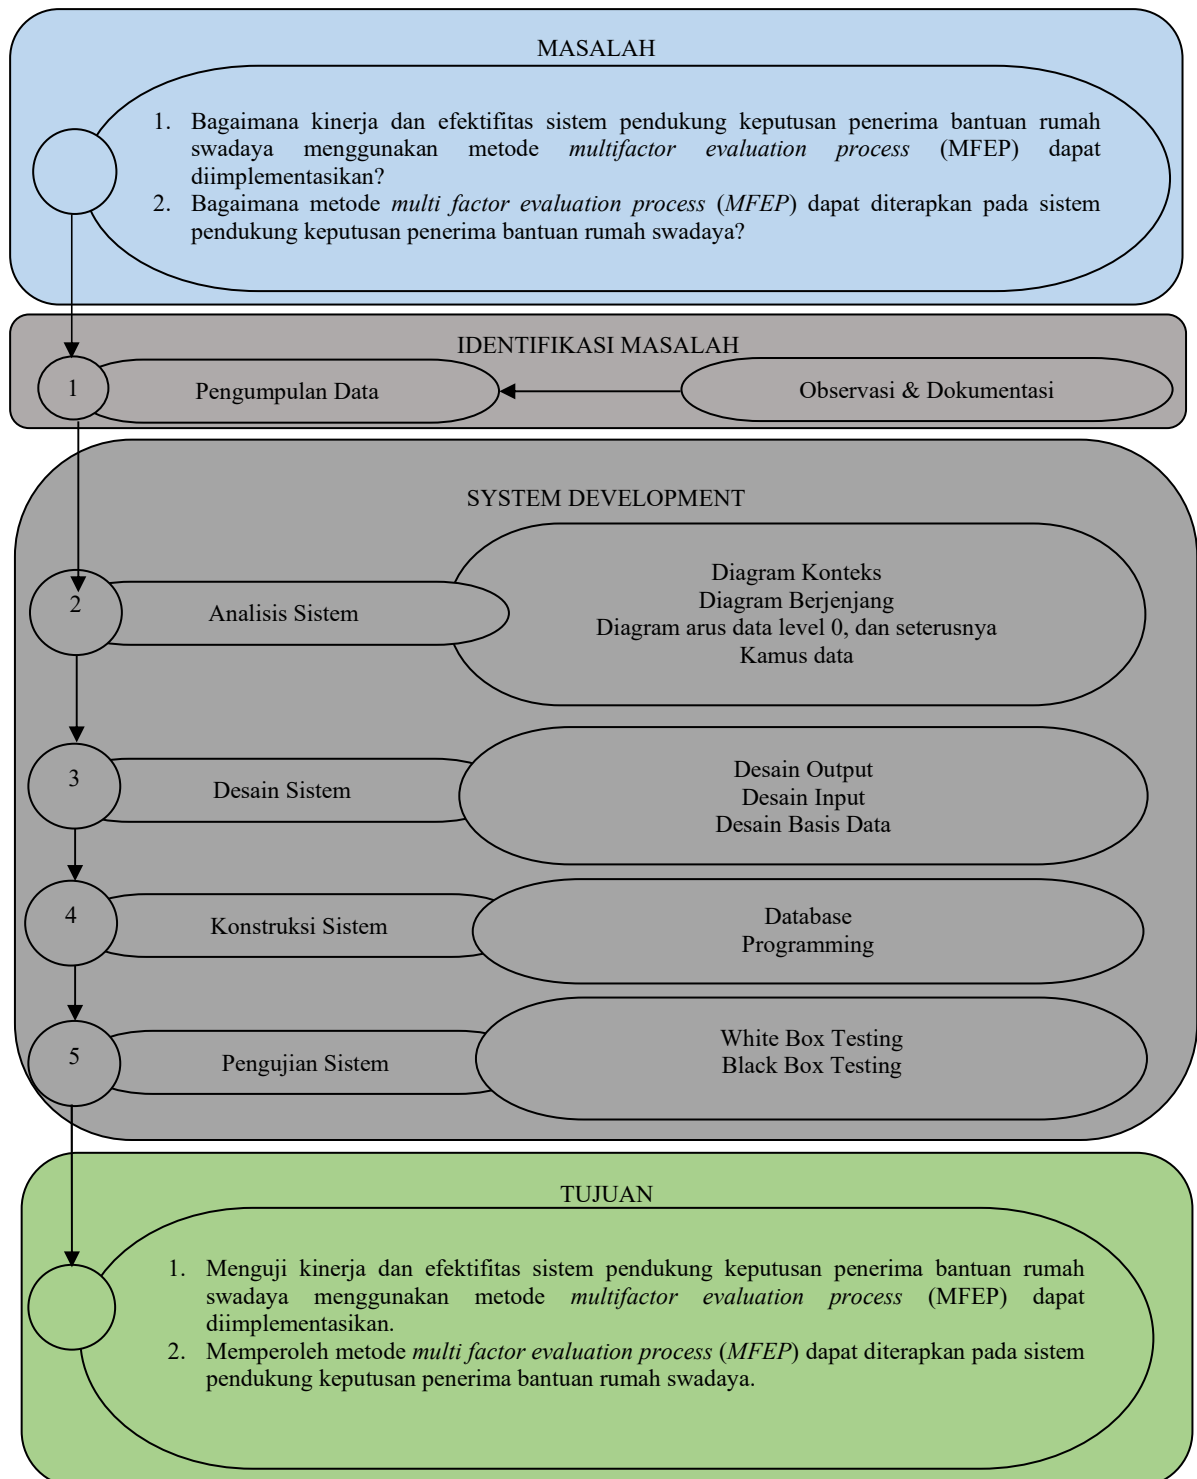 MASALAH
1. Bagaimana kinerja dan efektifitas sistem pendukung keputusan penerima bantuan rumah
swadaya menggunakan metode multifactor evaluation process (MFEP) dapat
diimplementasikan?
2. Bagaimana metode multi factor evaluation process (MFEP) dapat diterapkan pada sistem
pendukung keputusan penerima bantuan rumah swadaya?
IDENTIFIKASI MASALAH
1
Pengumpulan Data
Observasi & Dokumentasi
SYSTEM DEVELOPMENT
2
Analisis Sistem
Diagram Konteks
Diagram Berjenjang
Diagram arus data level 0, dan seterusnya
Kamus data
3
Desain Sistem
Desain Output
Desain Input
Desain Basis Data
4
Konstruksi Sistem
Database
Programming
5
Pengujian Sistem
White Box Testing
Black Box Testing
TUJUAN
1. Menguji kinerja dan efektifitas sistem pendukung keputusan penerima bantuan rumah
swadaya menggunakan metode multifactor evaluation process (MFEP) dapat
diimplementasikan.
2. Memperoleh metode multi factor evaluation process (MFEP) dapat diterapkan pada sistem
pendukung keputusan penerima bantuan rumah swadaya.